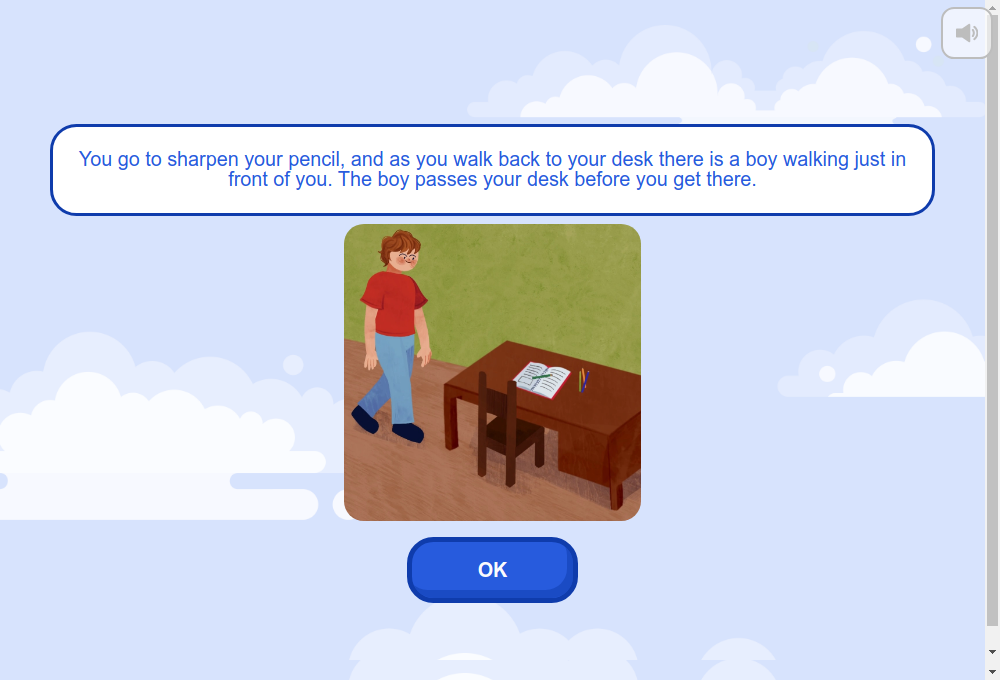 You go to sharpen your pencil, and as you walk back to your desk there is a boy walking just in
front of you. The boy passes your desk before you get there.
OK